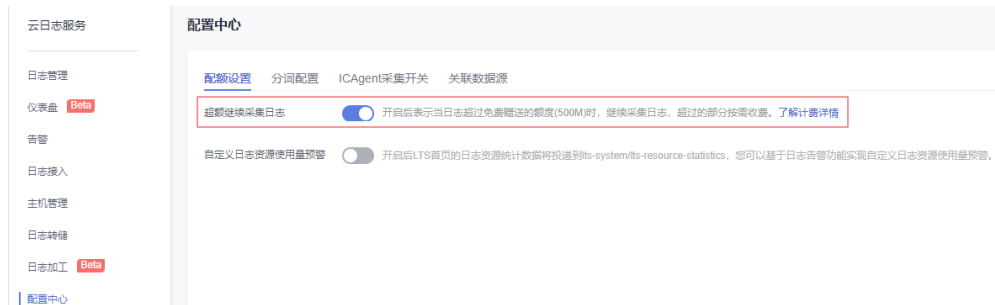 云日志服务
配置中心
日志管理
仪表盘 Beta
告警
日志接入
主机管理
日志转储
日志加工 Beta
配置中心
配额设置 分词配置 ICAgent采集开关 关联数据源
超额继续采集日志 开启后表示当日志超过免费赠送的额度(500M)时，继续采集日志，超过的部分按需收费。了解计费详情
自定义日志资源使用量预警 开启后LTS首页的日志资源统计数据将投递到lts-system/lts-resource-statistics，您可以基于日志告警功能实现自定义日志资源使用量预警。